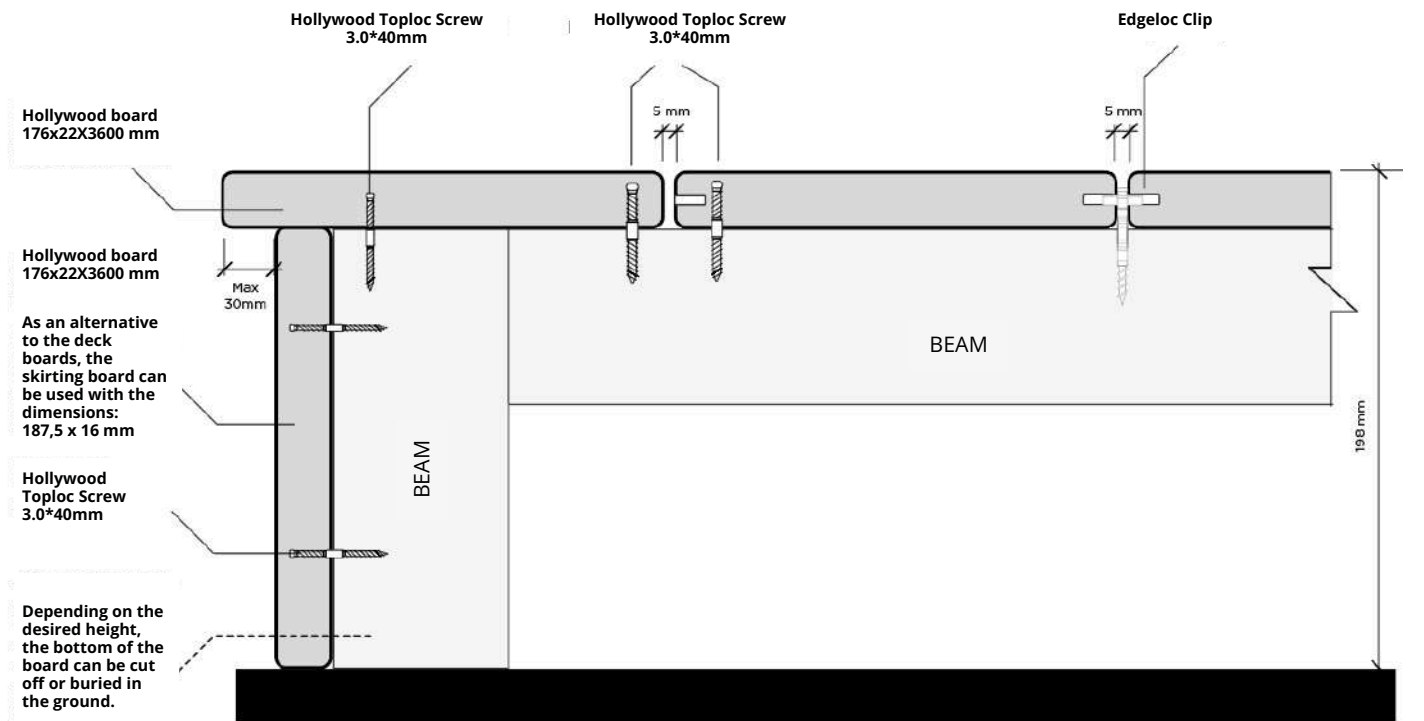 Hollywood Toploc Screw
3.0*40mm
Hollywood Toploc Screw
3.0*40mm
Edgeloc Clip
Hollywood board
176x22X3600 mm
5 mm
5 mm
Hollywood board
176x22X3600 mm
Max
30mm
As an alternative
to the deck
boards, the
skirting board can
be used with the
dimensions:
187,5 x 16 mm
BEAM
198 mm
BEAM
Hollywood
Toploc Screw
3.0*40mm
Depending on the
desired height,
the bottom of the
board can be cut
off or buried in
the ground.